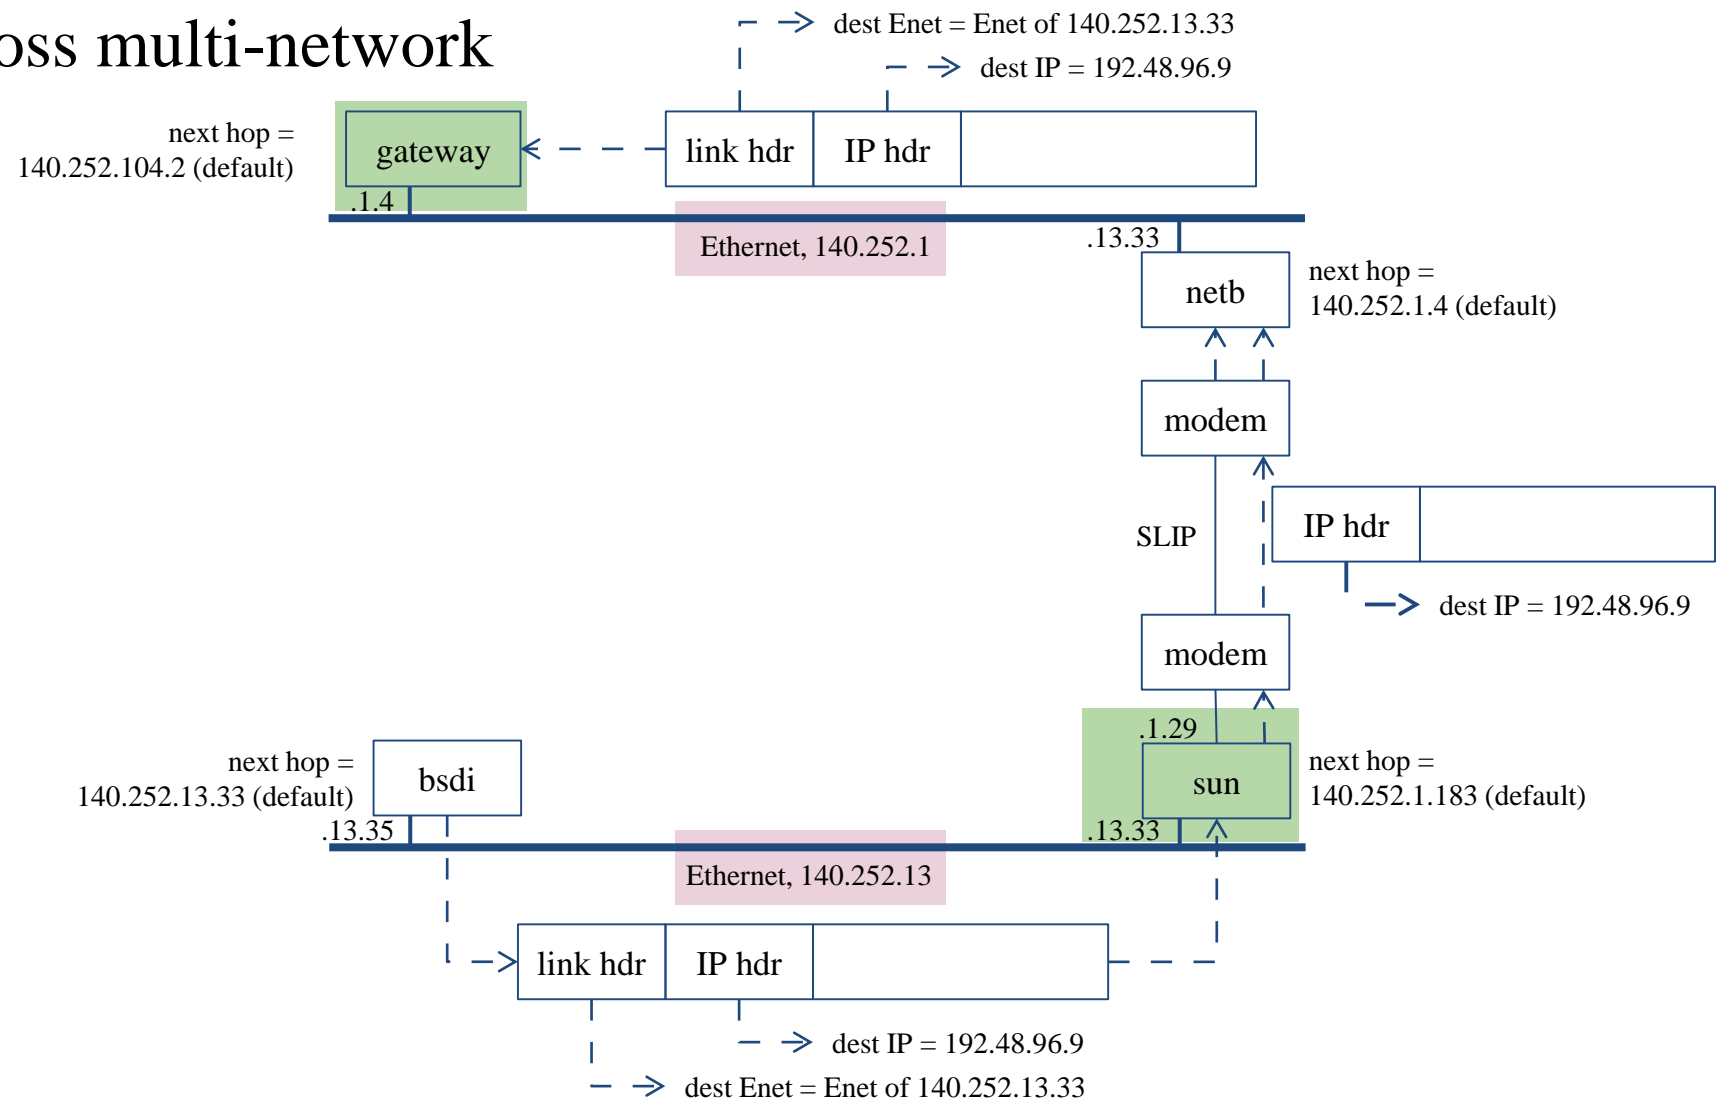 oss multi-network
dest Enet = Enet of 140.252.13.33
dest IP = 192.48.96.9
next hop =
140.252.104.2 (default)
gateway
link hdr
IP hdr
.1.4
Ethernet, 140.252.1
.13.33
netb
next hop =
140.252.1.4 (default)
modem
SLIP
IP hdr
dest IP = 192.48.96.9
modem
.1.29
next hop =
140.252.13.33 (default)
bsdi
sun
next hop =
140.252.1.183 (default)
.13.35
.13.33
Ethernet, 140.252.13
link hdr
IP hdr
dest IP = 192.48.96.9
dest Enet = Enet of 140.252.13.33